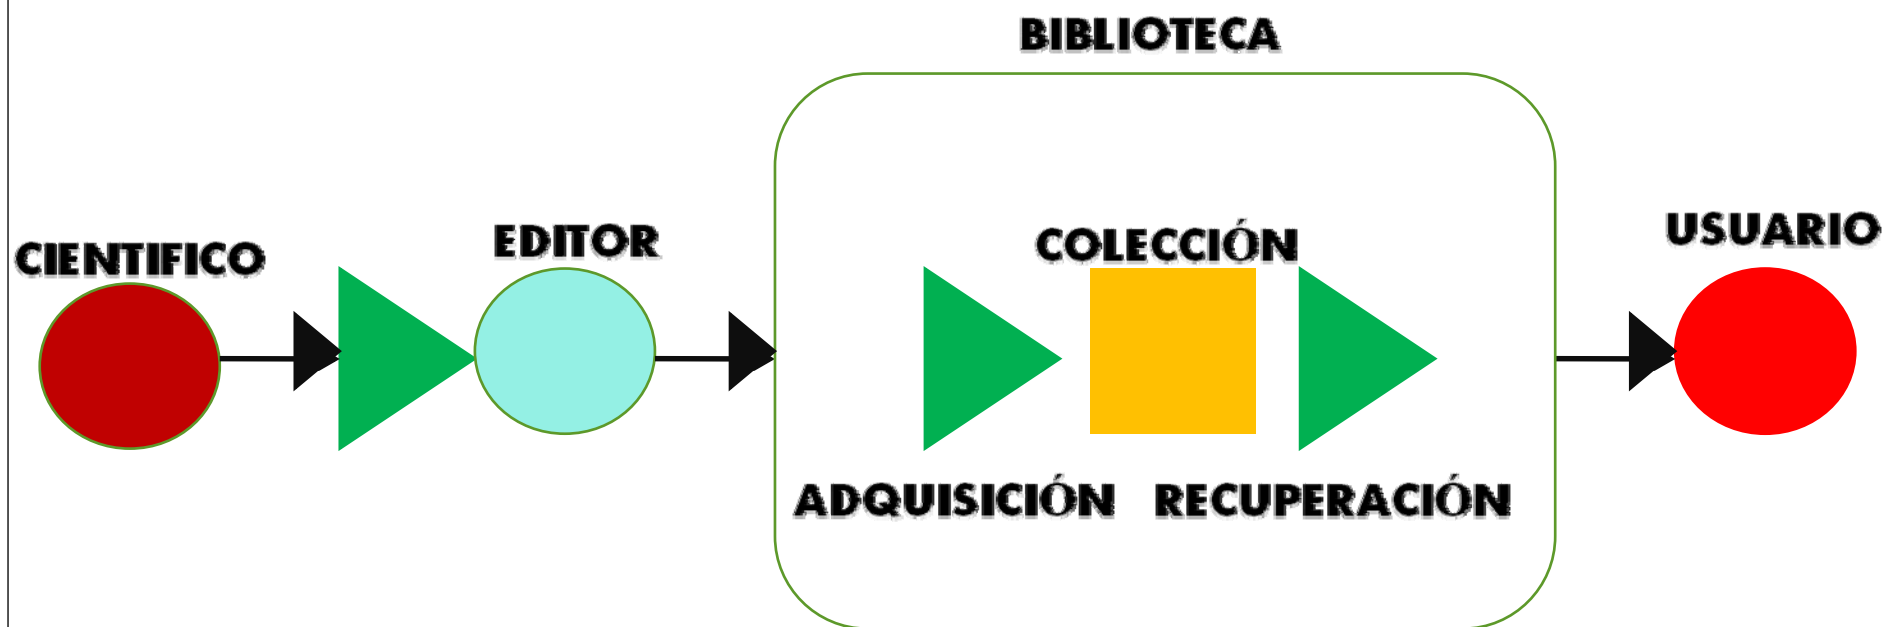 BIBLIOTECA
CIENTIFICO
EDITOR
COLECCIÓN
USUARIO
ADQUISICIÓN
RECUPERACIÓN